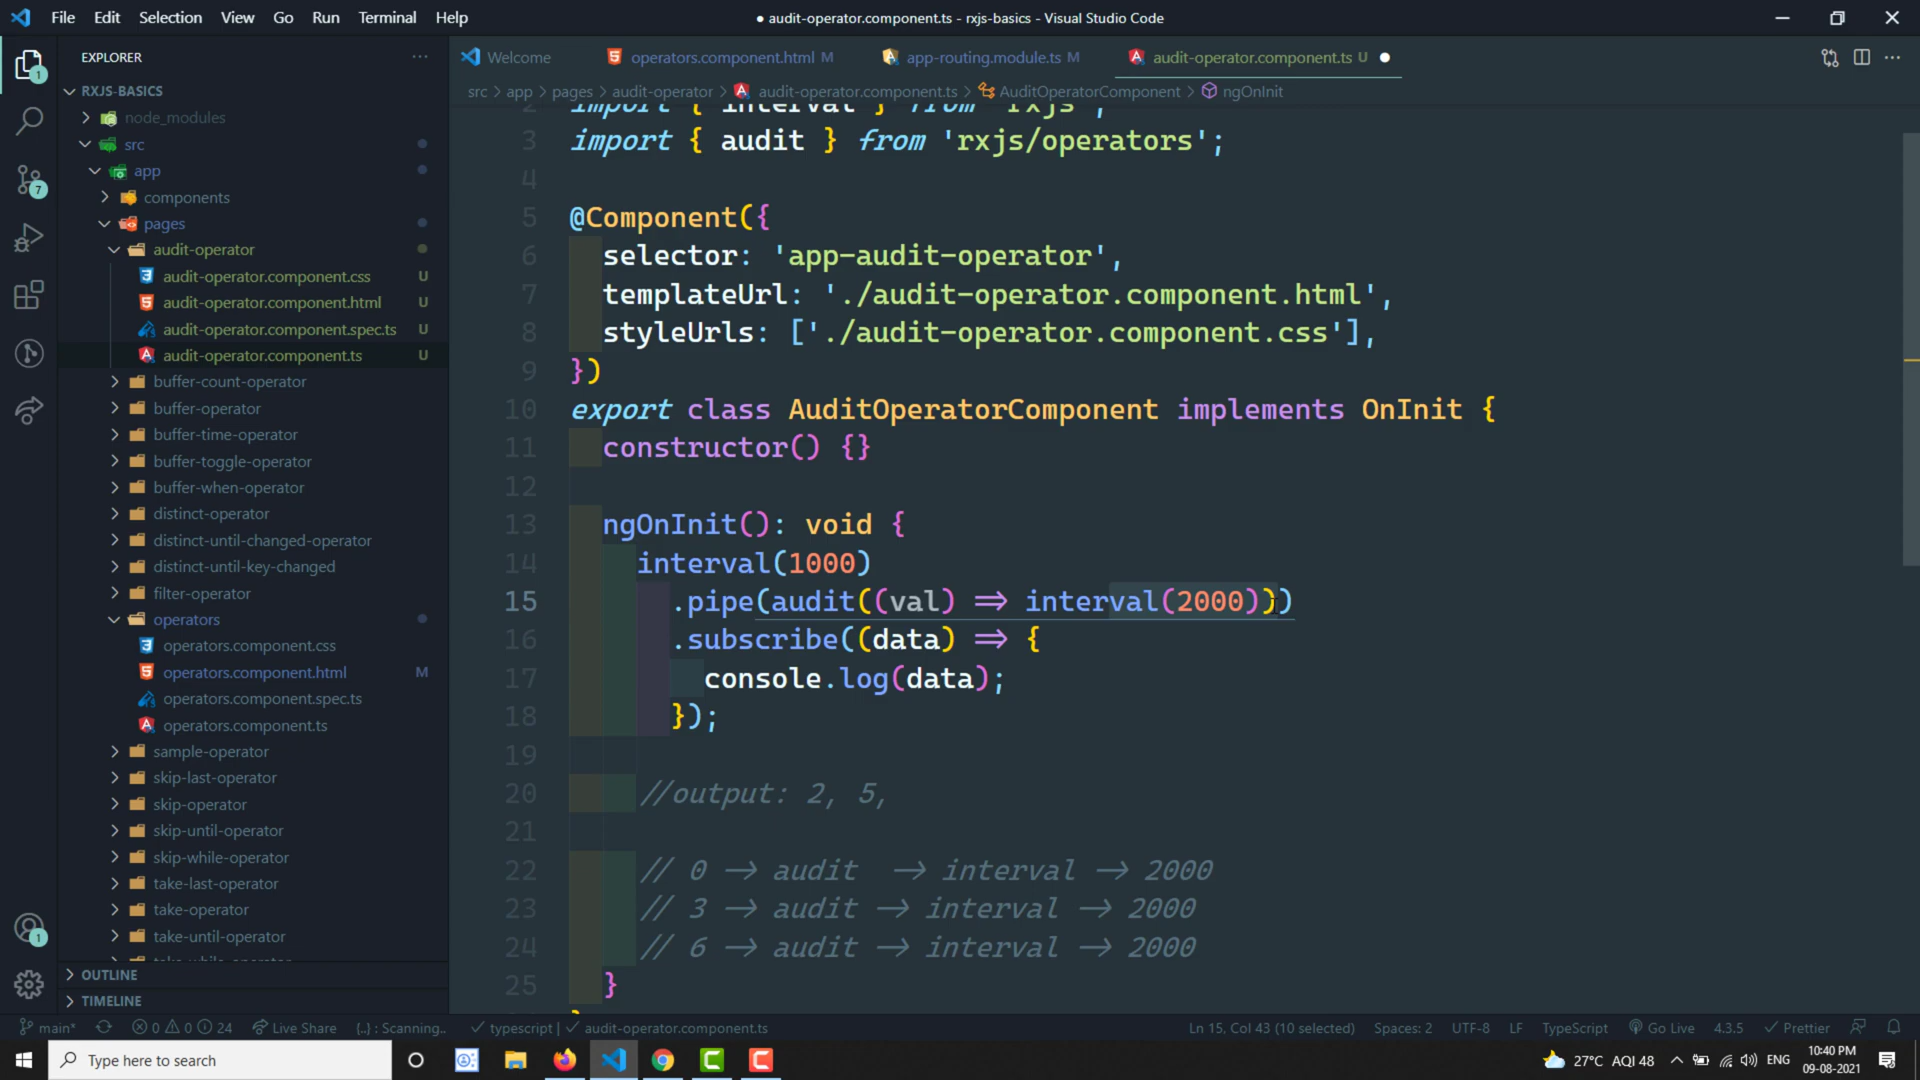 File Edit Selection View Go Run Terminal Help
● audit-operator.component.ts - rxjs-basics - Visual Studio Code
EXPLORER
RXJS-BASICS
node_modules
src
app
components
pages
audit-operator
audit-operator.component.css U
audit-operator.component.html U
audit-operator.component.spec.ts U
audit-operator.component.ts U
buffer-count-operator
buffer-operator
buffer-time-operator
buffer-toggle-operator
buffer-when-operator
distinct-operator
distinct-until-changed-operator
distinct-until-key-changed
filter-operator
operators
operators.component.css
operators.component.html M
operators.component.spec.ts
operators.component.ts
sample-operator
skip-last-operator
skip-operator
skip-until-operator
skip-while-operator
take-last-operator
take-operator
take-until-operator
OUTLINE
TIMELINE
1
7
1
Welcome operators.component.html M app-routing.module.ts M audit-operator.component.ts U ●
src > app > pages > audit-operator > audit-operator.component.ts > AuditOperatorComponent > ngOnInit
2 import { interval } from 'rxjs';
3 import { audit } from 'rxjs/operators';
4
5 @Component({
6 selector: 'app-audit-operator',
7 templateUrl: './audit-operator.component.html',
8 styleUrls: ['./audit-operator.component.css'],
9 })
10 export class AuditOperatorComponent implements OnInit {
11 constructor() {}
12
13 ngOnInit(): void {
14 interval(1000)
15 .pipe(audit((val) => interval(2000)))
16 .subscribe((data) => {
17 console.log(data);
18 });
19
20 //output: 2, 5,
21
22 // 0 -> audit -> interval -> 2000
23 // 3 -> audit -> interval -> 2000
24 // 6 -> audit -> interval -> 2000
25 }
main* 0 0 24 Live Share {..} : Scanning.. typescript | audit-operator.component.ts Ln 15, Col 43 (10 selected) Spaces: 2 UTF-8 LF TypeScript Go Live 4.3.5 Prettier
Type here to search
27°C AQI 48 ENG 10:40 PM
09-08-2021